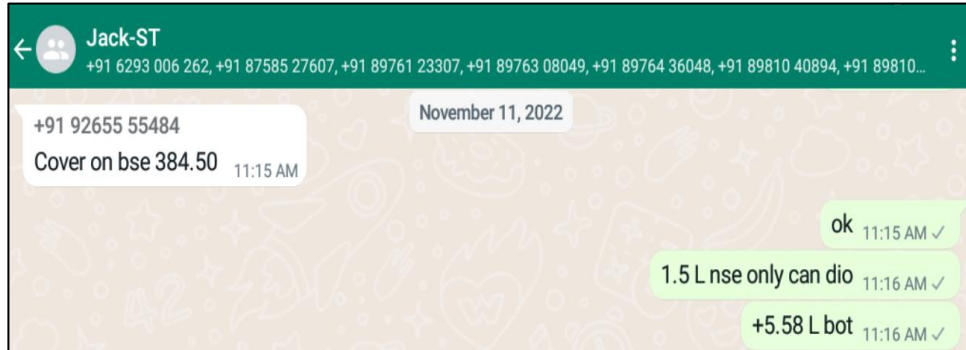 Jack-ST
+91 6293 006 262, +91 87585 27607, +91 89761 23307, +91 89763 08049, +91 89764 36048, +91 89810 40894, +91 89810...
November 11, 2022
+91 92655 55484
Cover on bse 384.50 11:15 AM
ok 11:15 AM
1.5 L nse only can dio 11:16 AM
+5.58 L bot 11:16 AM